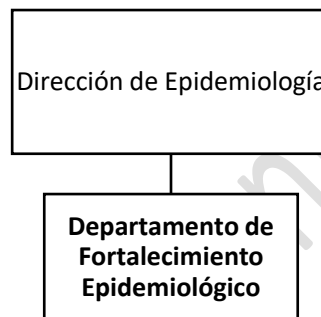 Dirección de Epidemiología
Departamento de
Fortalecimiento
Epidemiológico